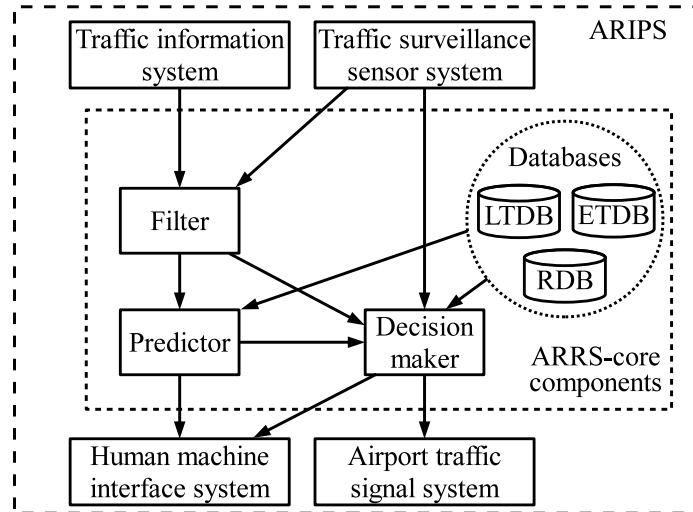 Traffic information
system
Traffic surveillance
sensor system
ARIPS
Databases
LTDB
ETDB
RDB
Filter
Predictor
Decision
maker
ARRS-core
components
Human machine
interface system
Airport traffic
signal system